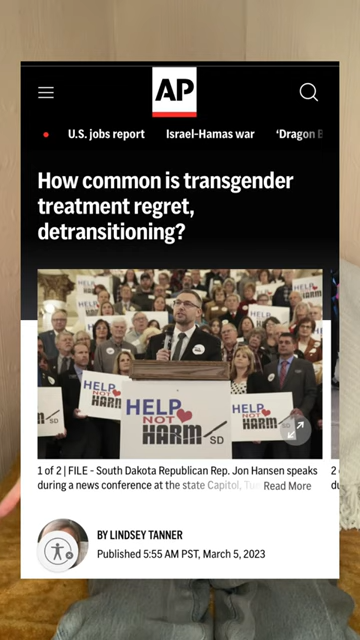 AP
U.S. jobs report
Israel-Hamas war
‘Dragon
How common is transgender
treatment regret,
detransitioning?
HELP
NOT
HARM
HELP
NOT
HARM
SD
HELP
NOT
HARM
SD
1 of 2 | FILE - South Dakota Republican Rep. Jon Hansen speaks
during a news conference at the state Capitol, Read More
BY LINDSEY TANNER
Published 5:55 AM PST, March 5, 2023